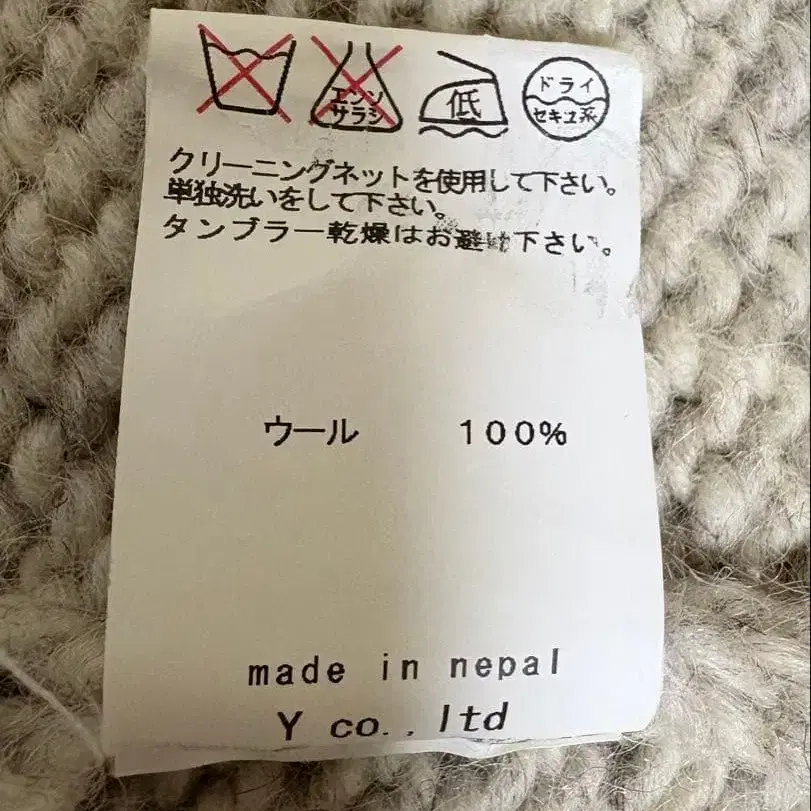 エンソ 低 ドライ
サラシ セキユ系
クリーニングネットを使用して下さい。
単独洗いをして下さい。
タンブラー乾燥はお避け下さい。
ウール 100%
made in nepal
Y co.,ltd